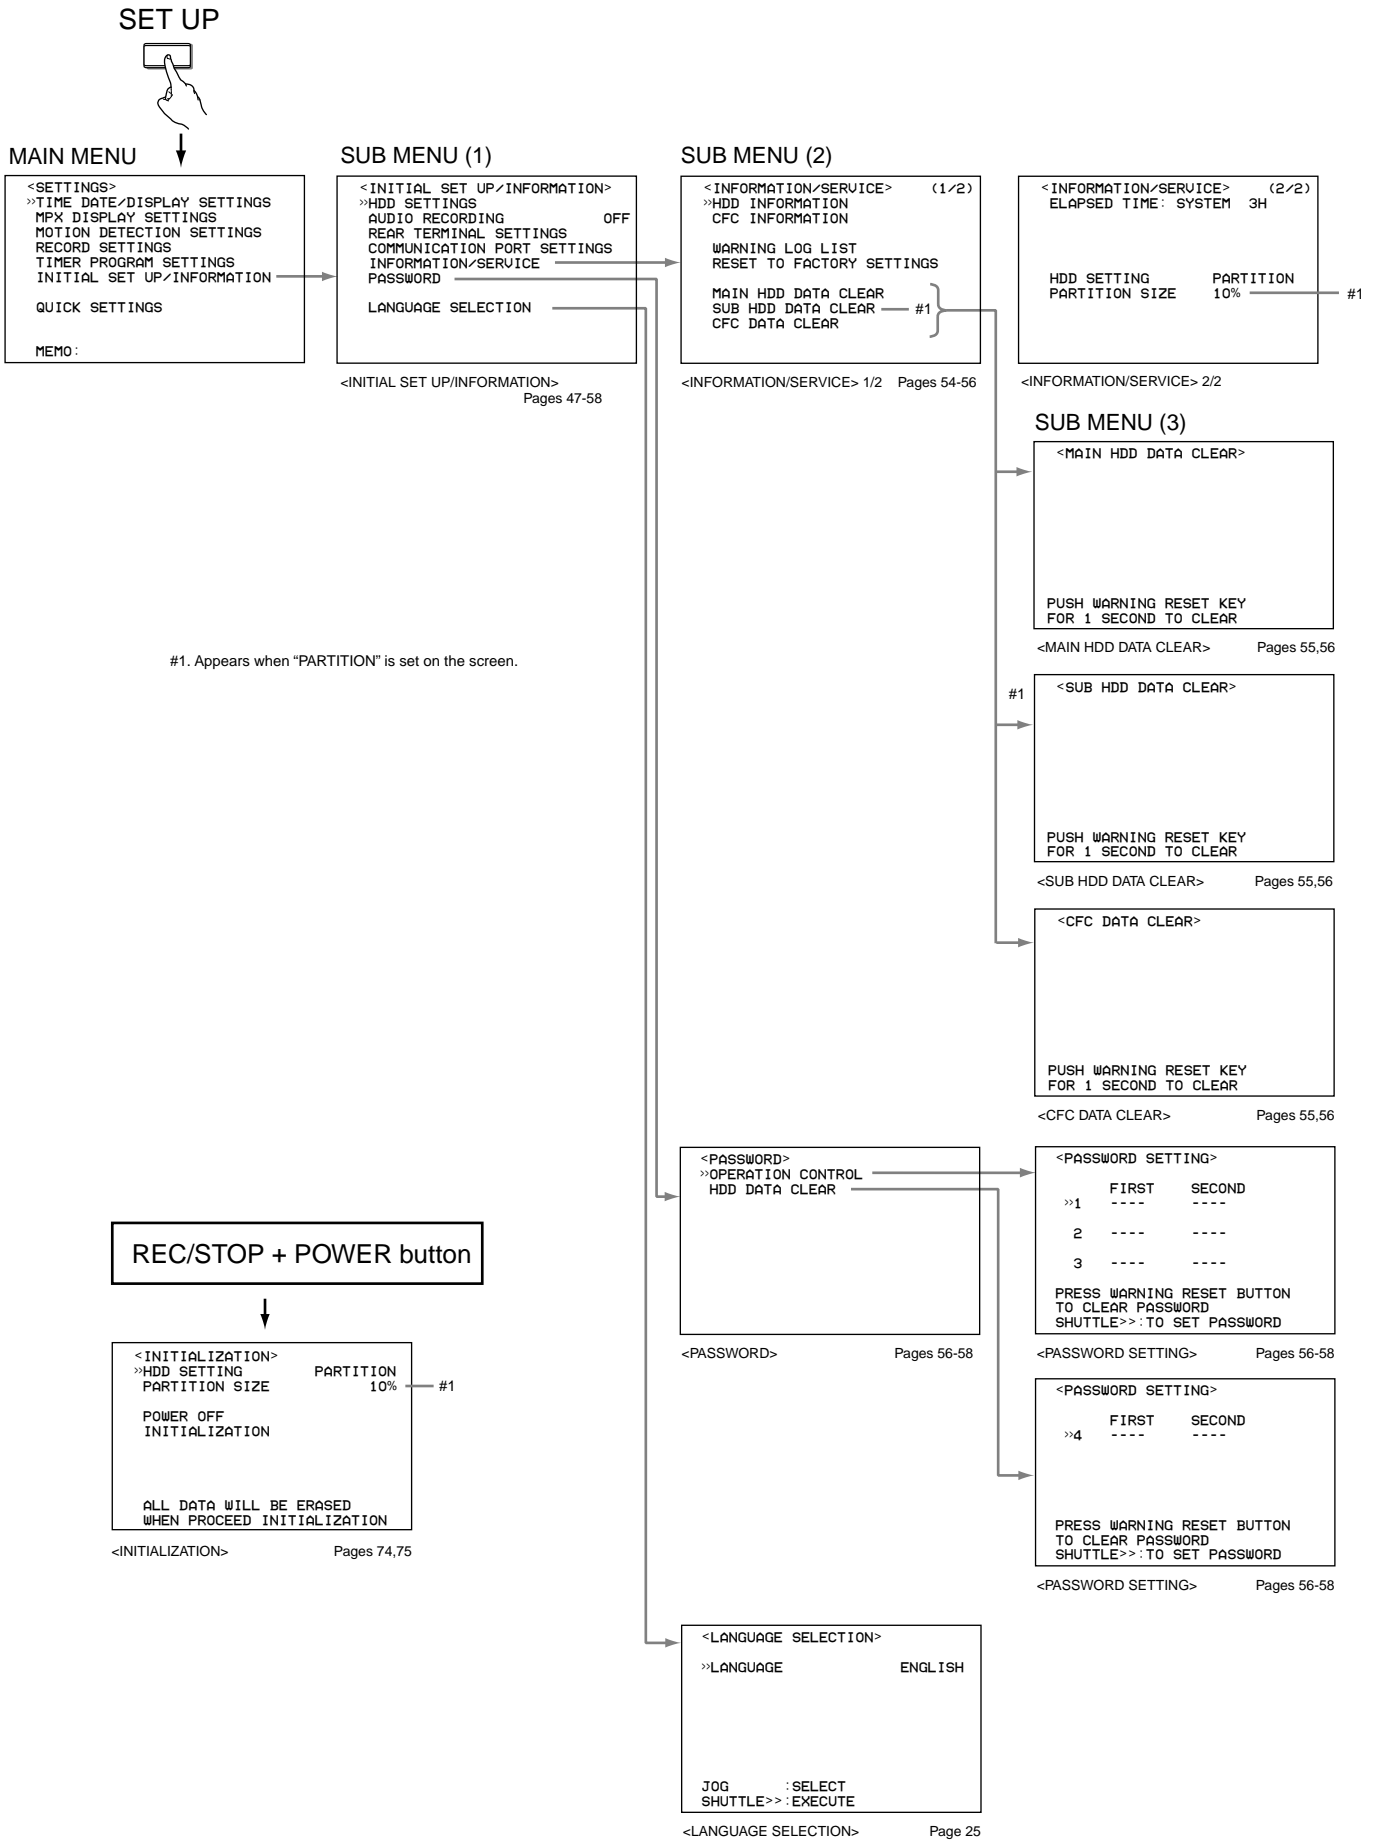 SET UP
MAIN MENU
<SETTINGS>
»TIME DATE/DISPLAY SETTINGS
MPX DISPLAY SETTINGS
MOTION DETECTION SETTINGS
RECORD SETTINGS
TIMER PROGRAM SETTINGS
INITIAL SET UP/INFORMATION
QUICK SETTINGS
MEMO:
SUB MENU (1)
<INITIAL SET UP/INFORMATION>
»HDD SETTINGS
AUDIO RECORDING OFF
REAR TERMINAL SETTINGS
COMMUNICATION PORT SETTINGS
INFORMATION/SERVICE
PASSWORD
LANGUAGE SELECTION
<INITIAL SET UP/INFORMATION>
Pages 47-58
SUB MENU (2)
<INFORMATION/SERVICE> (1/2)
»HDD INFORMATION
CFC INFORMATION
WARNING LOG LIST
RESET TO FACTORY SETTINGS
MAIN HDD DATA CLEAR
SUB HDD DATA CLEAR #1
CFC DATA CLEAR
<INFORMATION/SERVICE> 1/2 Pages 54-56
<INFORMATION/SERVICE> (2/2)
ELAPSED TIME: SYSTEM 3H
HDD SETTING PARTITION
PARTITION SIZE 10% #1
<INFORMATION/SERVICE> 2/2
SUB MENU (3)
<MAIN HDD DATA CLEAR>
PUSH WARNING RESET KEY
FOR 1 SECOND TO CLEAR
<MAIN HDD DATA CLEAR> Pages 55,56
#1. Appears when “PARTITION” is set on the screen.
#1
<SUB HDD DATA CLEAR>
PUSH WARNING RESET KEY
FOR 1 SECOND TO CLEAR
<SUB HDD DATA CLEAR> Pages 55,56
<CFC DATA CLEAR>
PUSH WARNING RESET KEY
FOR 1 SECOND TO CLEAR
<CFC DATA CLEAR> Pages 55,56
<PASSWORD>
»OPERATION CONTROL
HDD DATA CLEAR
<PASSWORD> Pages 56-58
<PASSWORD SETTING>
FIRST SECOND
»1 ---- ----
2 ---- ----
3 ---- ----
PRESS WARNING RESET BUTTON
TO CLEAR PASSWORD
SHUTTLE>>:TO SET PASSWORD
<PASSWORD SETTING> Pages 56-58
REC/STOP + POWER button
<INITIALIZATION>
»HDD SETTING PARTITION
PARTITION SIZE 10% #1
POWER OFF
INITIALIZATION
ALL DATA WILL BE ERASED
WHEN PROCEED INITIALIZATION
<INITIALIZATION> Pages 74,75
<PASSWORD SETTING>
FIRST SECOND
»4 ---- ----
PRESS WARNING RESET BUTTON
TO CLEAR PASSWORD
SHUTTLE>>:TO SET PASSWORD
<PASSWORD SETTING> Pages 56-58
<LANGUAGE SELECTION>
»LANGUAGE ENGLISH
JOG :SELECT
SHUTTLE>>:EXECUTE
<LANGUAGE SELECTION> Page 25